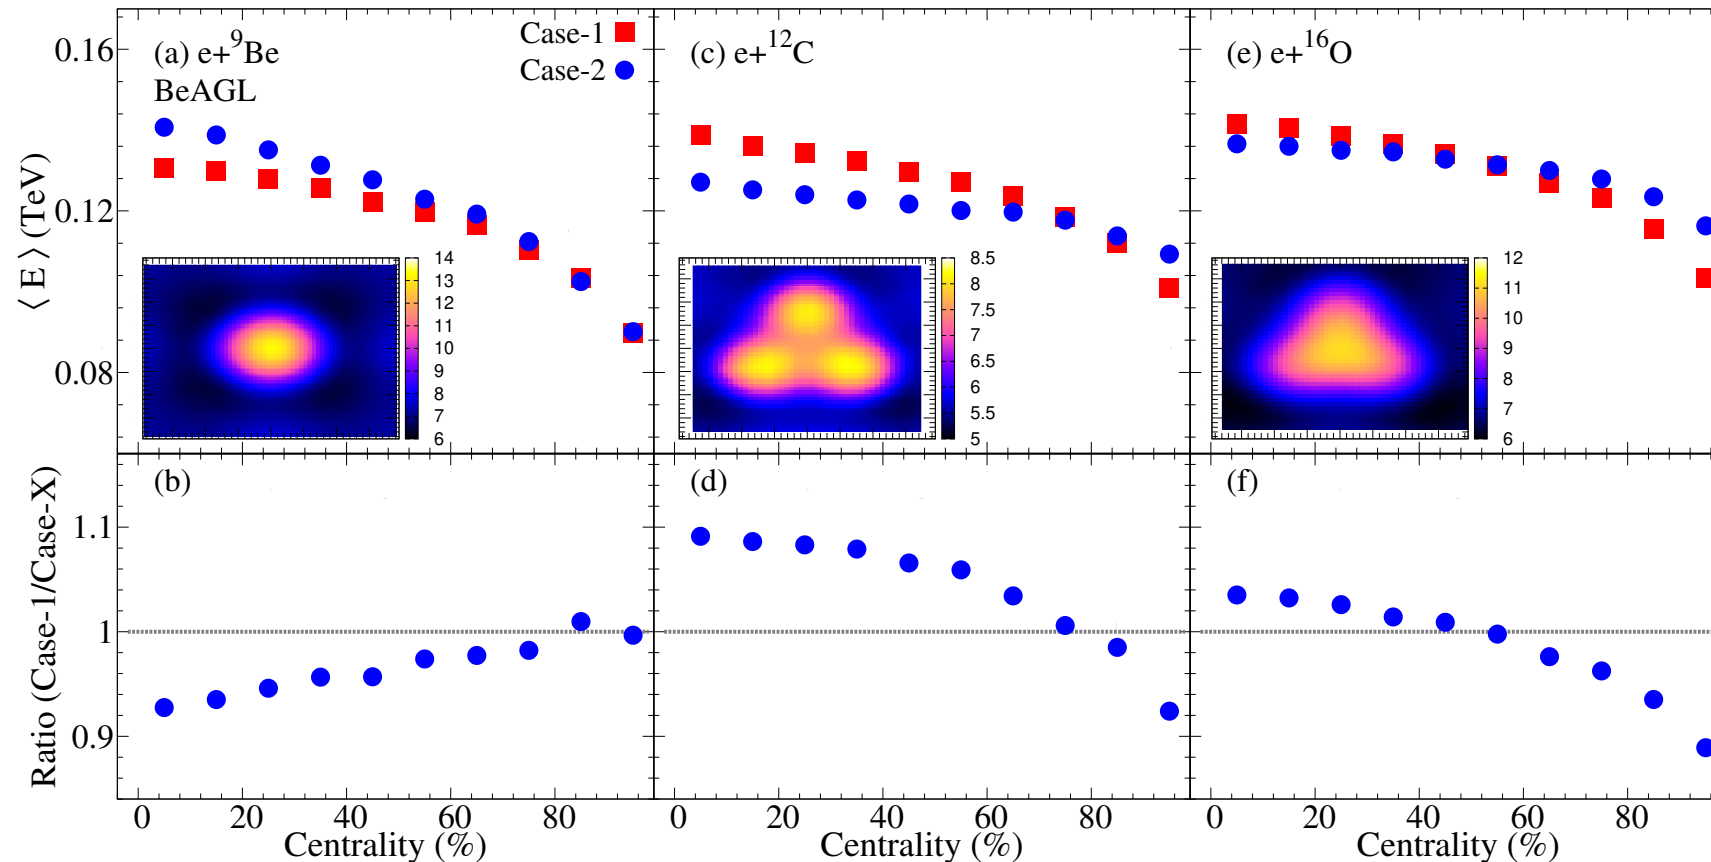 (a) e+⁹Be
BeAGL
Case-1
Case-2
(c) e+¹²C
(e) e+¹⁶O
0.16
0.12
0.08
⟨ E ⟩ (TeV)
14
13
12
11
10
9
8
7
6
8.5
8
7.5
7
6.5
6
5.5
5
12
11
10
9
8
7
6
(b)
(d)
(f)
1.1
1
0.9
Ratio (Case-1/Case-X)
0 20 40 60 80
0 20 40 60 80
0 20 40 60 80
Centrality (%)
Centrality (%)
Centrality (%)